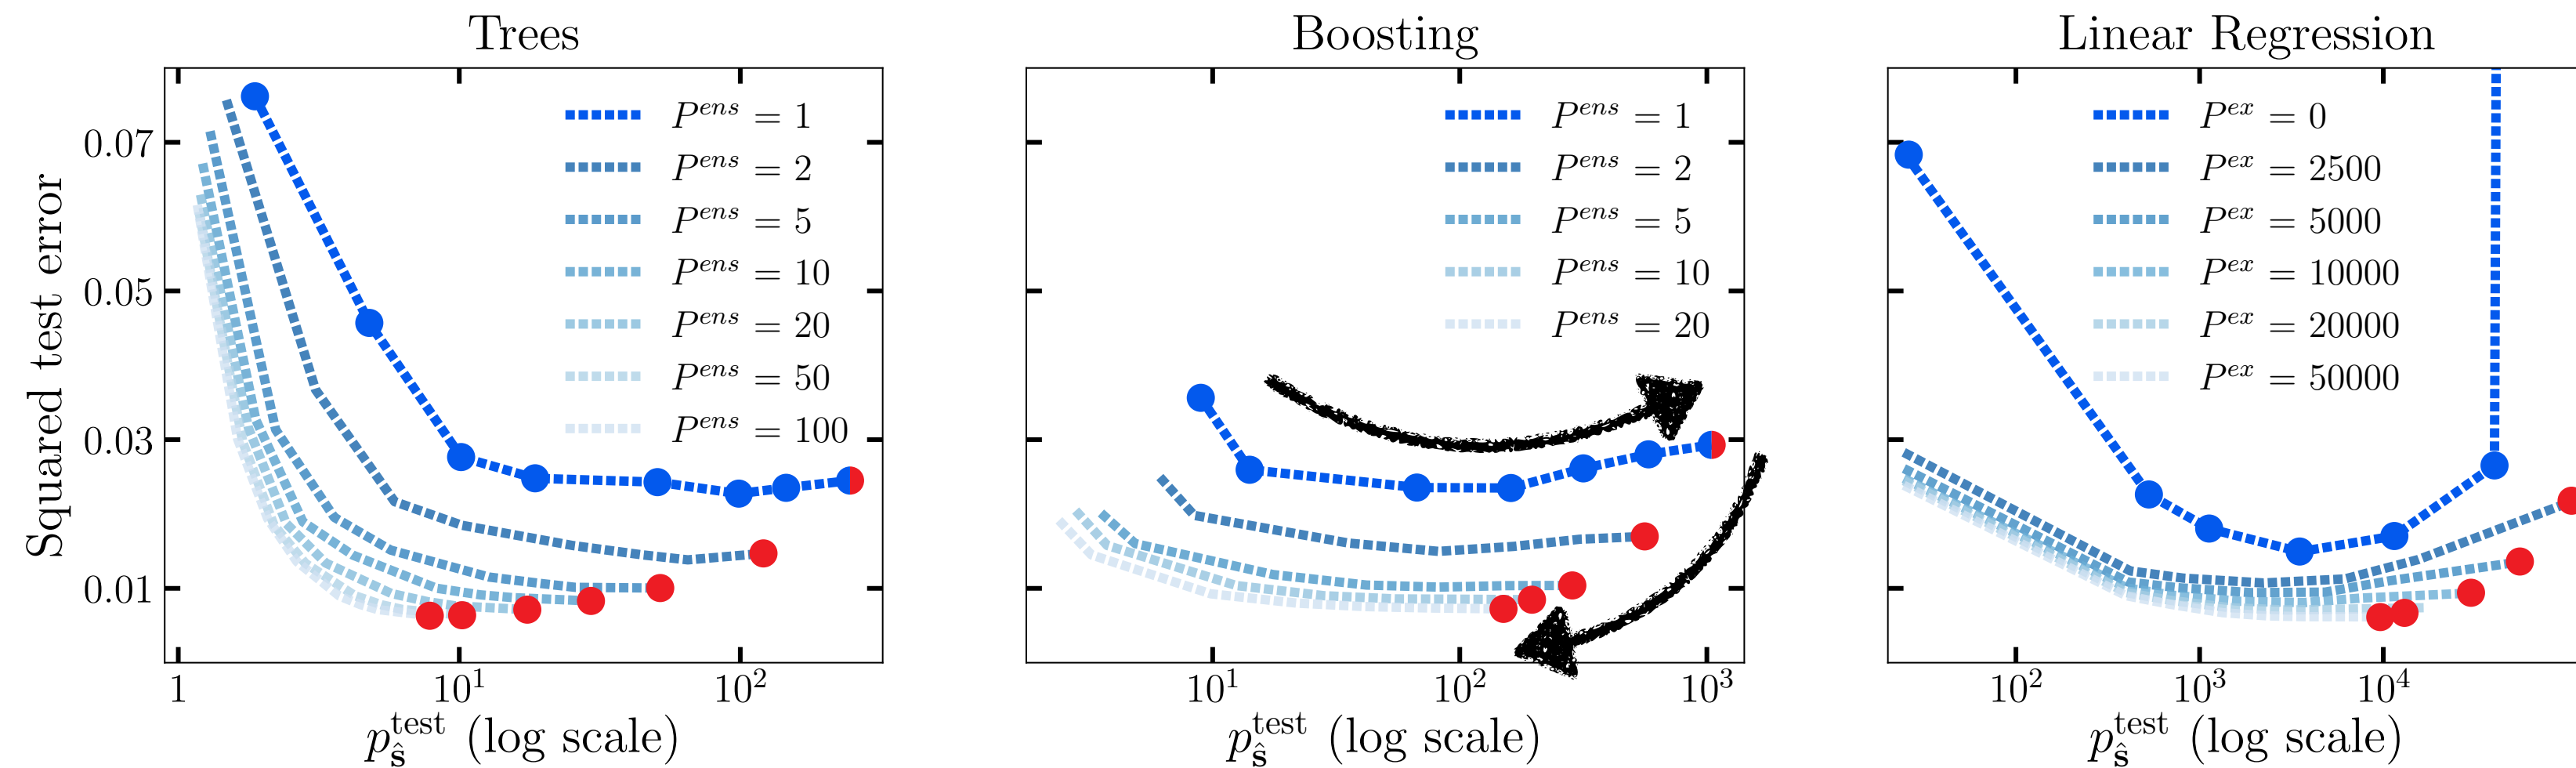 Trees
Squared test error
0.07
0.05
0.03
0.01
P^{ens} = 1
P^{ens} = 2
P^{ens} = 5
P^{ens} = 10
P^{ens} = 20
P^{ens} = 50
P^{ens} = 100
1 10^1 10^2
p_ŝ^{test} (log scale)
Boosting
P^{ens} = 1
P^{ens} = 2
P^{ens} = 5
P^{ens} = 10
P^{ens} = 20
10^1 10^2 10^3
p_ŝ^{test} (log scale)
Linear Regression
P^{ex} = 0
P^{ex} = 2500
P^{ex} = 5000
P^{ex} = 10000
P^{ex} = 20000
P^{ex} = 50000
10^2 10^3 10^4
p_ŝ^{test} (log scale)